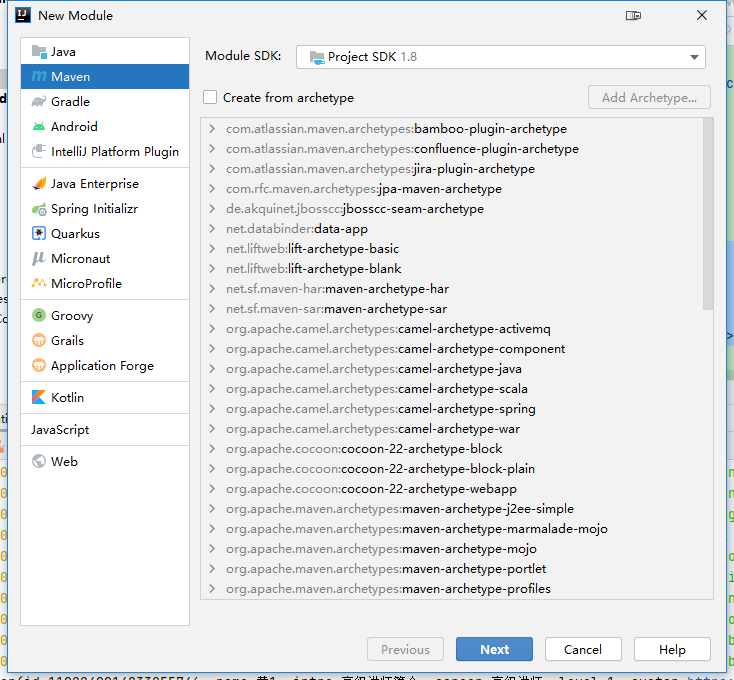 New Module
Java
Maven
Gradle
Android
IntelliJ Platform Plugin
Java Enterprise
Spring Initializr
Quarkus
Micronaut
MicroProfile
Groovy
Grails
Application Forge
Kotlin
JavaScript
Web
Module SDK:
Project SDK 1.8
Create from archetype
Add Archetype...
com.atlassian.maven.archetypes:bamboo-plugin-archetype
com.atlassian.maven.archetypes:confluence-plugin-archetype
com.atlassian.maven.archetypes:jira-plugin-archetype
com.rfc.maven.archetypes:jpa-maven-archetype
de.akquinet.jbosscc:jbosscc-seam-archetype
net.databinder:data-app
net.liftweb:lift-archetype-basic
net.liftweb:lift-archetype-blank
net.sf.maven-har:maven-archetype-har
net.sf.maven-sar:maven-archetype-sar
org.apache.camel.archetypes:camel-archetype-activemq
org.apache.camel.archetypes:camel-archetype-component
org.apache.camel.archetypes:camel-archetype-java
org.apache.camel.archetypes:camel-archetype-scala
org.apache.camel.archetypes:camel-archetype-spring
org.apache.camel.archetypes:camel-archetype-war
org.apache.cocoon:cocoon-22-archetype-block
org.apache.cocoon:cocoon-22-archetype-block-plain
org.apache.cocoon:cocoon-22-archetype-webapp
org.apache.maven.archetypes:maven-archetype-j2ee-simple
org.apache.maven.archetypes:maven-archetype-marmalade-mojo
org.apache.maven.archetypes:maven-archetype-mojo
org.apache.maven.archetypes:maven-archetype-portlet
org.apache.maven.archetypes:maven-archetype-profiles
Previous
Next
Cancel
Help